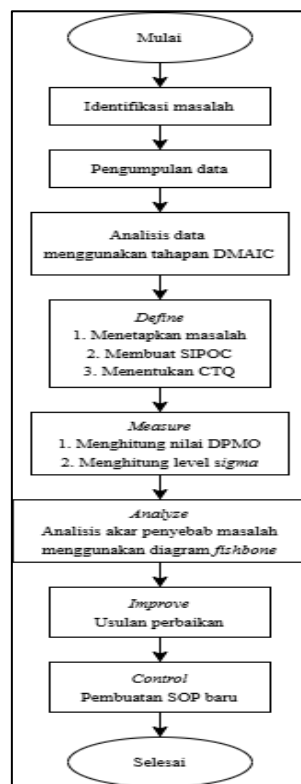 Mulai
Identifikasi masalah
Pengumpulan data
Analisis data
menggunakan tahapan DMAIC
Define
1. Menetapkan masalah
2. Membuat SIPOC
3. Menentukan CTQ
Measure
1. Menghitung nilai DPMO
2. Menghitung level sigma
Analyze
Analisis akar penyebab masalah
menggunakan diagram fishbone
Improve
Usulan perbaikan
Control
Pembuatan SOP baru
Selesai